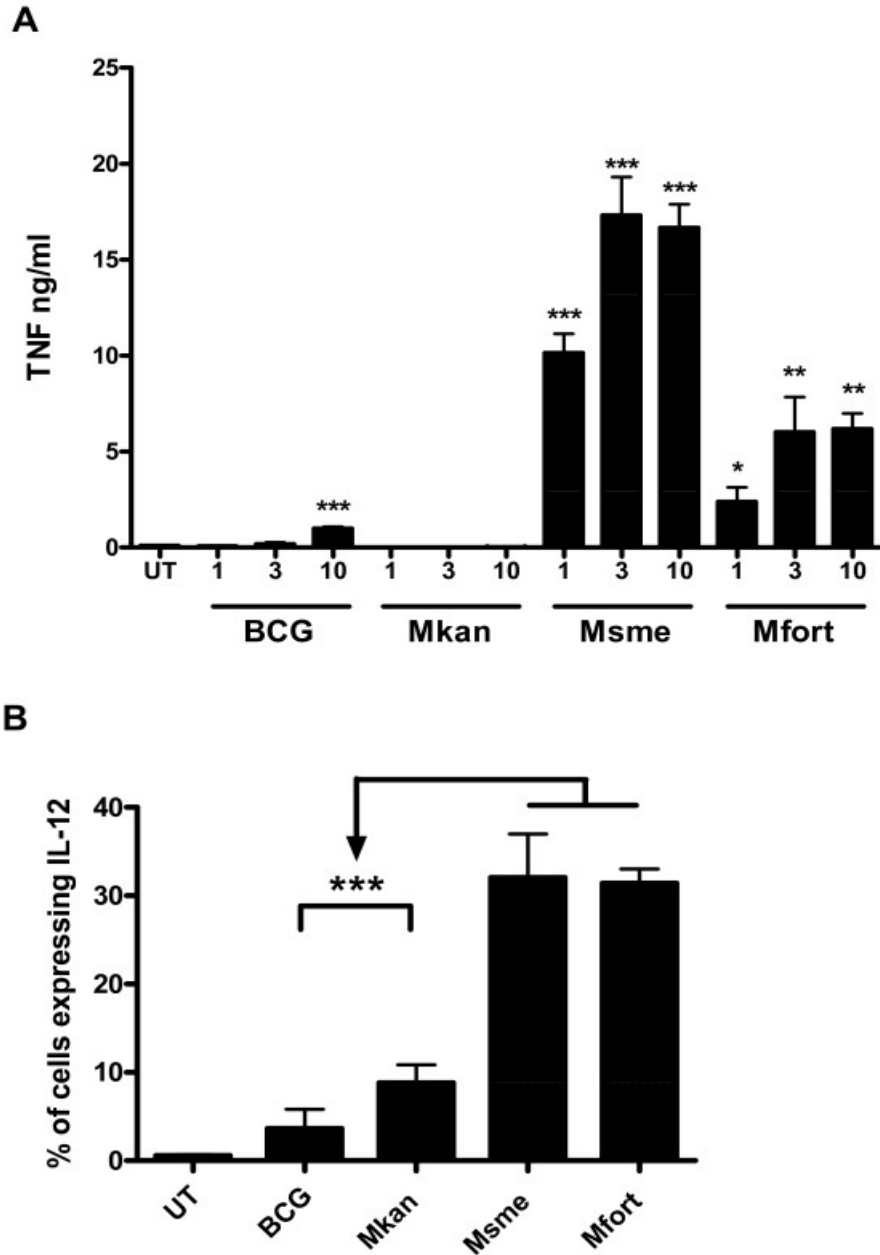 A
TNF ng/ml
25
20
15
10
5
0
***
***
***
***
*
**
**
UT 1 3 10 1 3 10 1 3 10 1 3 10
BCG Mkan Msme Mfort
B
% of cells expressing IL-12
40
30
20
10
0
***
UT BCG Mkan Msme Mfort